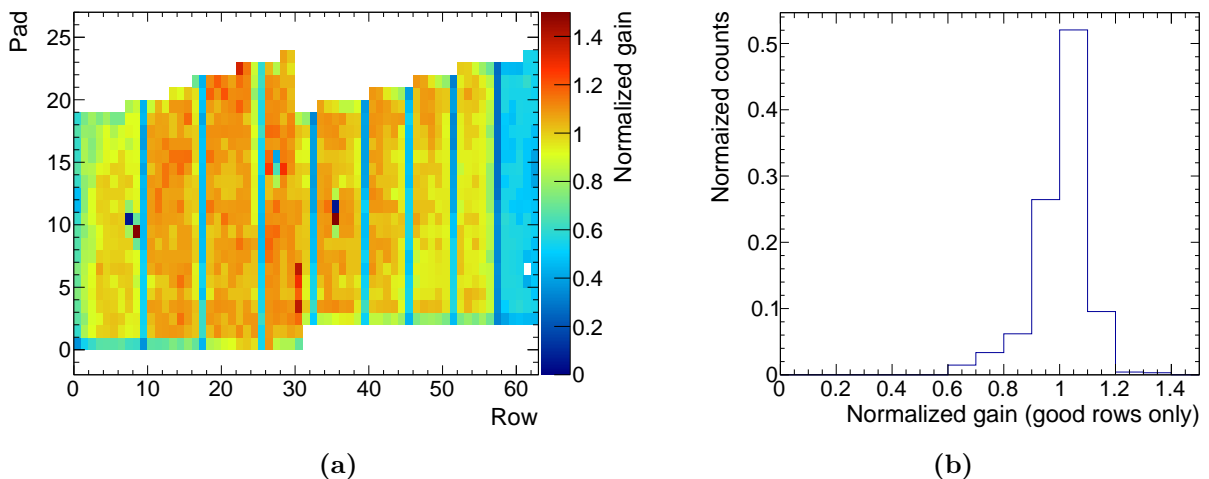 Pad
25
20
15
10
5
0
0 10 20 30 40 50 60
Row
1.4
1.2
1
0.8
0.6
0.4
0.2
0
Normalized gain
(a)
Normaized counts
0.5
0.4
0.3
0.2
0.1
0
0 0.2 0.4 0.6 0.8 1 1.2 1.4
Normalized gain (good rows only)
(b)